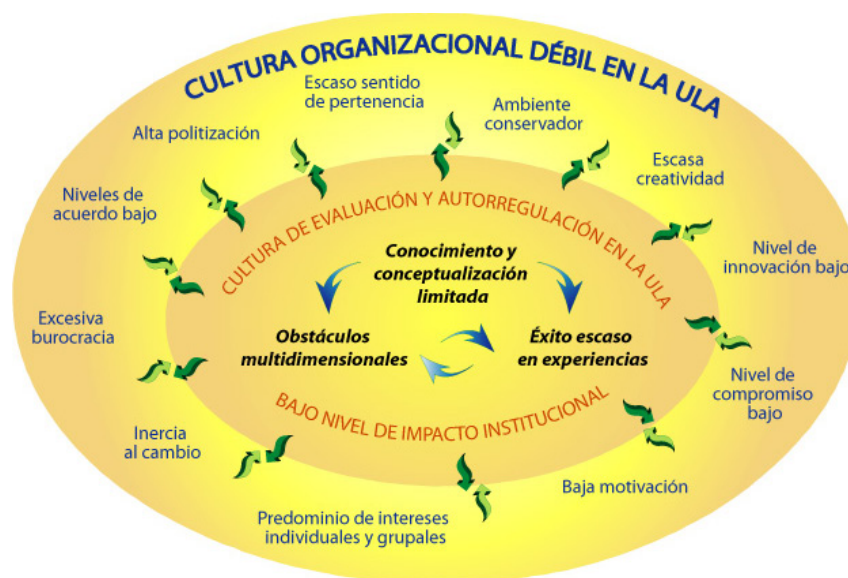 CULTURA ORGANIZACIONAL DÉBIL EN LA ULA
Escaso sentido
de pertenencia
Ambiente
conservador
Alta politización
Escasa
creatividad
Niveles de
acuerdo bajo
Nivel de
innovación bajo
Excesiva
burocracia
Nivel de
compromiso
bajo
Inercia
al cambio
Baja motivación
Predominio de intereses
individuales y grupales
CULTURA DE EVALUACIÓN Y AUTORREGULACIÓN EN LA ULA
Conocimiento y
conceptualización
limitada
Obstáculos
multidimensionales
Éxito escaso
en experiencias
BAJO NIVEL DE IMPACTO INSTITUCIONAL